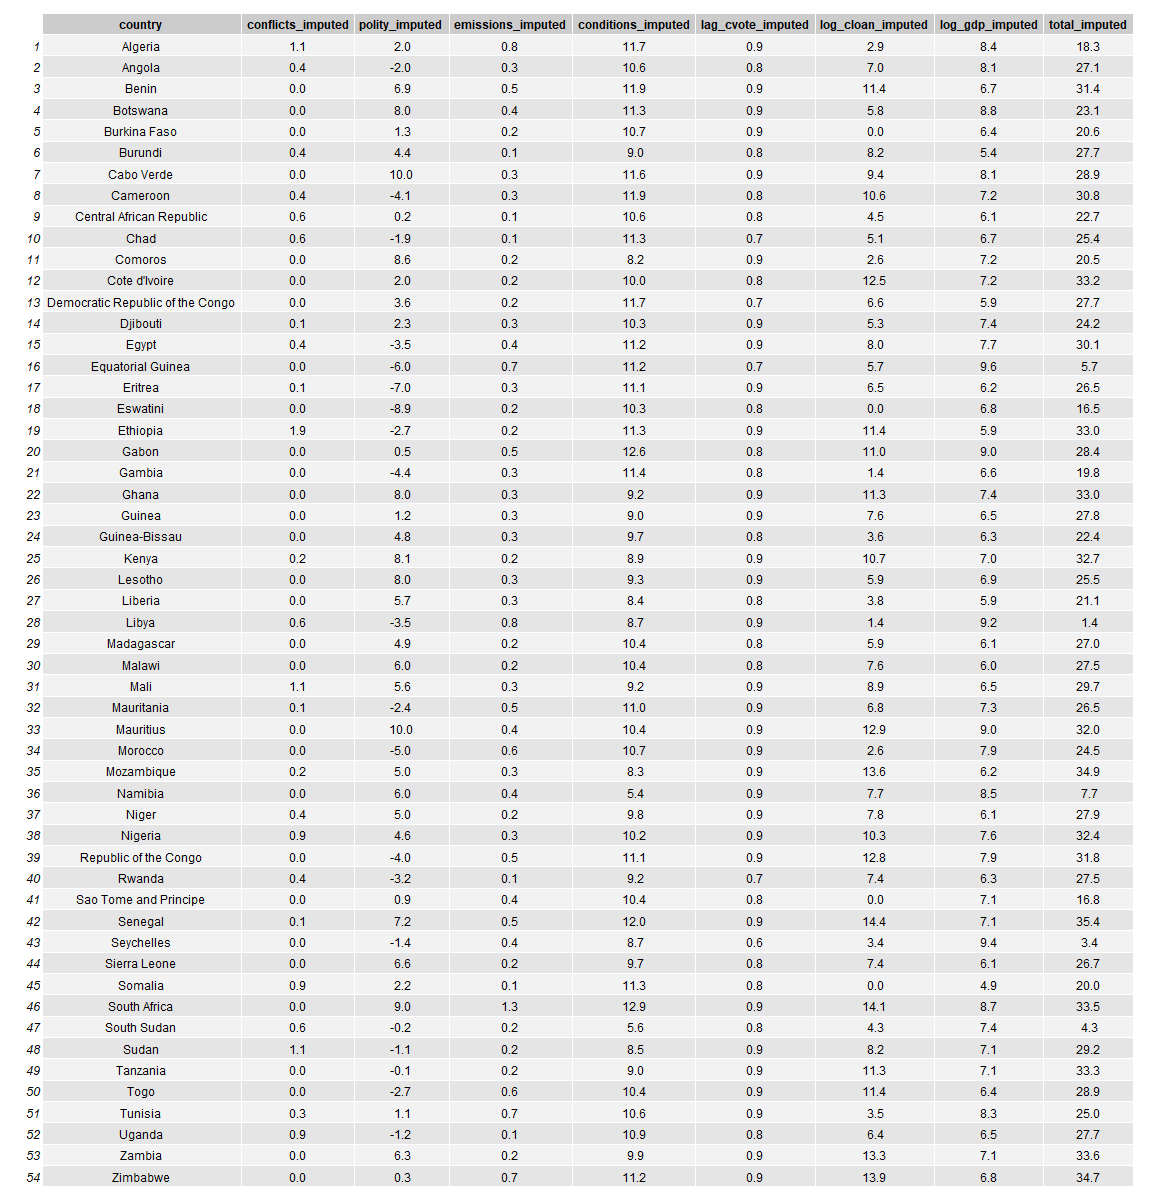 country conflicts_imputed polity_imputed emissions_imputed conditions_imputed lag_cvote_imputed log_cloan_imputed log_gdp_imputed total_imputed
1 Algeria 1.1 2.0 0.8 11.7 0.9 2.9 8.4 18.3
2 Angola 0.4 -2.0 0.3 10.6 0.8 7.0 8.1 27.1
3 Benin 0.0 6.9 0.5 11.9 0.9 11.4 6.7 31.4
4 Botswana 0.0 8.0 0.4 11.3 0.9 5.8 8.8 23.1
5 Burkina Faso 0.0 1.3 0.2 10.7 0.9 0.0 6.4 20.6
6 Burundi 0.4 4.4 0.1 9.0 0.8 8.2 5.4 27.7
7 Cabo Verde 0.0 10.0 0.3 11.6 0.9 9.4 8.1 28.9
8 Cameroon 0.4 -4.1 0.3 11.9 0.8 10.6 7.2 30.8
9 Central African Republic 0.6 0.2 0.1 10.6 0.8 4.5 6.1 22.7
10 Chad 0.6 -1.9 0.1 11.3 0.7 5.1 6.7 25.4
11 Comoros 0.0 8.6 0.2 8.2 0.9 2.6 7.2 20.5
12 Cote d'Ivoire 0.0 2.0 0.2 10.0 0.8 12.5 7.2 33.2
13 Democratic Republic of the Congo 0.0 3.6 0.2 11.7 0.7 6.6 5.9 27.7
14 Djibouti 0.1 2.3 0.3 10.3 0.9 5.3 7.4 24.2
15 Egypt 0.4 -3.5 0.4 11.2 0.9 8.0 7.7 30.1
16 Equatorial Guinea 0.0 -6.0 0.7 11.2 0.7 5.7 9.6 5.7
17 Eritrea 0.1 -7.0 0.3 11.1 0.9 6.5 6.2 26.5
18 Eswatini 0.0 -8.9 0.2 10.3 0.8 0.0 6.8 16.5
19 Ethiopia 1.9 -2.7 0.2 11.3 0.9 11.4 5.9 33.0
20 Gabon 0.0 0.5 0.5 12.6 0.8 11.0 9.0 28.4
21 Gambia 0.0 -4.4 0.3 11.4 0.8 1.4 6.6 19.8
22 Ghana 0.0 8.0 0.3 9.2 0.9 11.3 7.4 33.0
23 Guinea 0.0 1.2 0.3 9.0 0.9 7.6 6.5 27.8
24 Guinea-Bissau 0.0 4.8 0.3 9.7 0.8 3.6 6.3 22.4
25 Kenya 0.2 8.1 0.2 8.9 0.9 10.7 7.0 32.7
26 Lesotho 0.0 8.0 0.3 9.3 0.9 5.9 6.9 25.5
27 Liberia 0.0 5.7 0.3 8.4 0.8 3.8 5.9 21.1
28 Libya 0.6 -3.5 0.8 8.7 0.9 1.4 9.2 1.4
29 Madagascar 0.0 4.9 0.2 10.4 0.8 5.9 6.1 27.0
30 Malawi 0.0 6.0 0.2 10.4 0.8 7.6 6.0 27.5
31 Mali 1.1 5.6 0.3 9.2 0.9 8.9 6.5 29.7
32 Mauritania 0.1 -2.4 0.5 11.0 0.9 6.8 7.3 26.5
33 Mauritius 0.0 10.0 0.4 10.4 0.9 12.9 9.0 32.0
34 Morocco 0.0 -5.0 0.6 10.7 0.9 2.6 7.9 24.5
35 Mozambique 0.2 5.0 0.3 8.3 0.9 13.6 6.2 34.9
36 Namibia 0.0 6.0 0.4 5.4 0.9 7.7 8.5 7.7
37 Niger 0.4 5.0 0.2 9.8 0.9 7.8 6.1 27.9
38 Nigeria 0.9 4.6 0.3 10.2 0.9 10.3 7.6 32.4
39 Republic of the Congo 0.0 -4.0 0.5 11.1 0.9 12.8 7.9 31.8
40 Rwanda 0.4 -3.2 0.1 9.2 0.7 7.4 6.3 27.5
41 Sao Tome and Principe 0.0 0.9 0.4 10.4 0.8 0.0 7.1 16.8
42 Senegal 0.1 7.2 0.5 12.0 0.9 14.4 7.1 35.4
43 Seychelles 0.0 -1.4 0.4 8.7 0.6 3.4 9.4 3.4
44 Sierra Leone 0.0 6.6 0.2 9.7 0.8 7.4 6.1 26.7
45 Somalia 0.9 2.2 0.1 11.3 0.8 0.0 4.9 20.0
46 South Africa 0.0 9.0 1.3 12.9 0.9 14.1 8.7 33.5
47 South Sudan 0.6 -0.2 0.2 5.6 0.8 4.3 7.4 4.3
48 Sudan 1.1 -1.1 0.2 8.5 0.9 8.2 7.1 29.2
49 Tanzania 0.0 -0.1 0.2 9.0 0.9 11.3 7.1 33.3
50 Togo 0.0 -2.7 0.6 10.4 0.9 11.4 6.4 28.9
51 Tunisia 0.3 1.1 0.7 10.6 0.9 3.5 8.3 25.0
52 Uganda 0.9 -1.2 0.1 10.9 0.8 6.4 6.5 27.7
53 Zambia 0.0 6.3 0.2 9.9 0.9 13.3 7.1 33.6
54 Zimbabwe 0.0 0.3 0.7 11.2 0.9 13.9 6.8 34.7